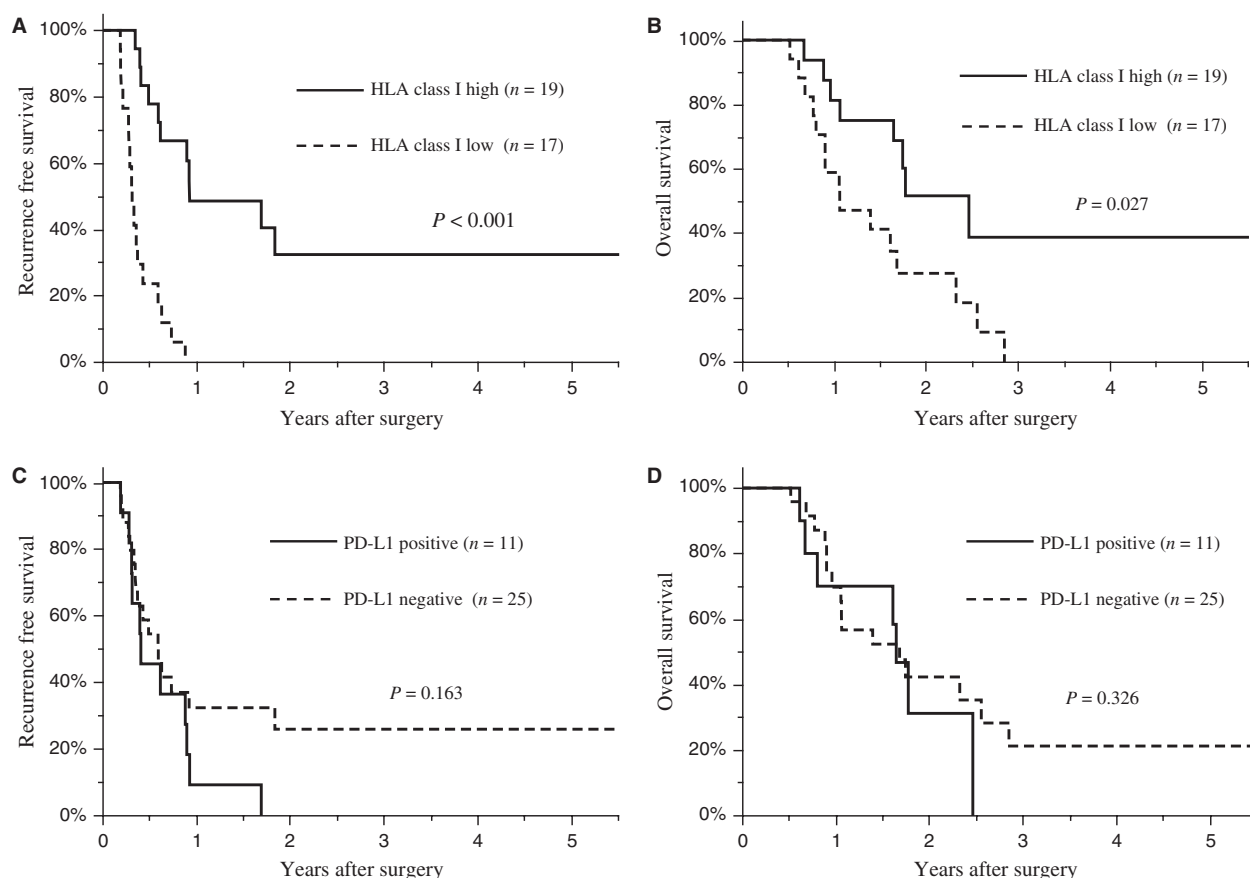 A
100%
80%
60%
40%
20%
0%
Recurrence free survival
HLA class I high (n = 19)
HLA class I low (n = 17)
P < 0.001
0 1 2 3 4 5
Years after surgery
B
100%
80%
60%
40%
20%
0%
Overall survival
HLA class I high (n = 19)
HLA class I low (n = 17)
P = 0.027
0 1 2 3 4 5
Years after surgery
C
100%
80%
60%
40%
20%
0%
Recurrence free survival
PD-L1 positive (n = 11)
PD-L1 negative (n = 25)
P = 0.163
0 1 2 3 4 5
Years after surgery
D
100%
80%
60%
40%
20%
0%
Overall survival
PD-L1 positive (n = 11)
PD-L1 negative (n = 25)
P = 0.326
0 1 2 3 4 5
Years after surgery